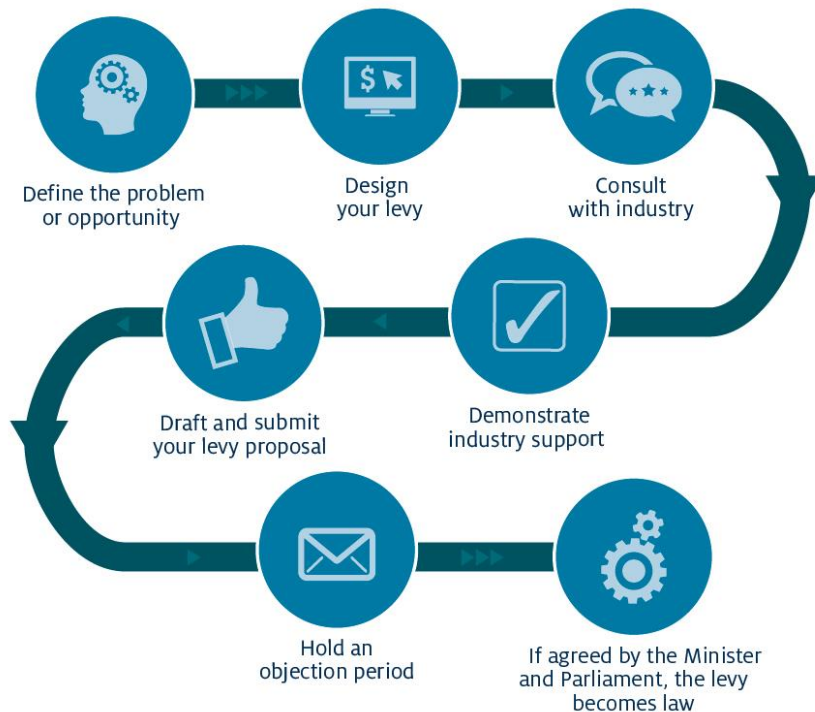 $
Define the problem
or opportunity
Design
your levy
Consult
with industry
Demonstrate
industry support
Draft and submit
your levy proposal
Hold an
objection period
If agreed by the Minister
and Parliament, the levy
becomes law